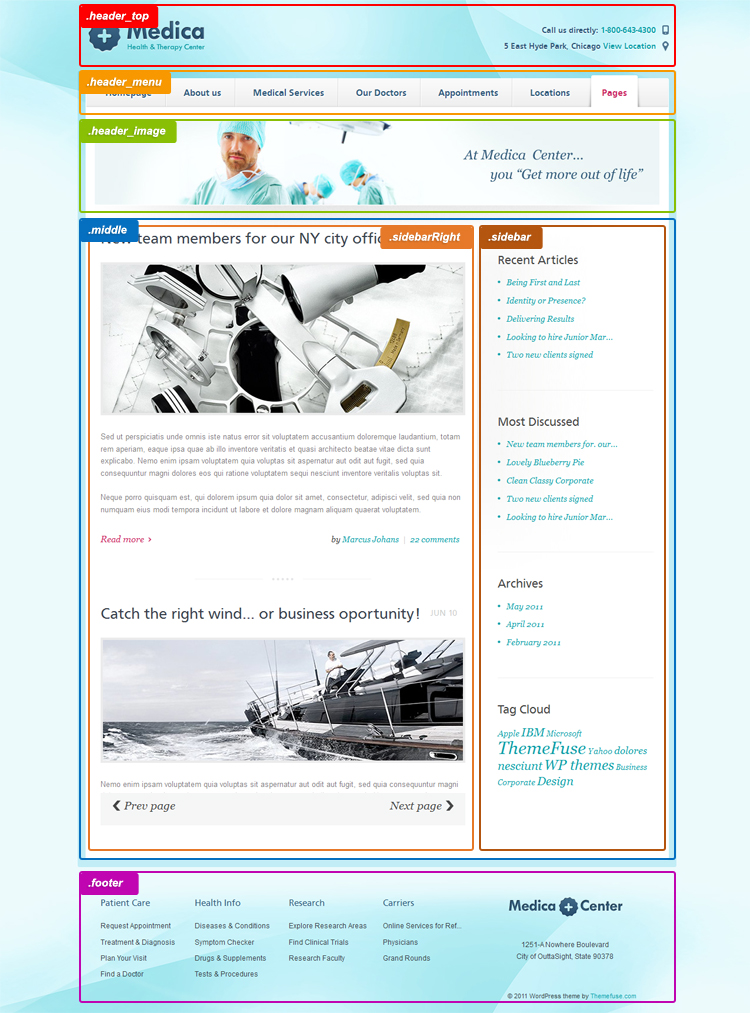 .header_top
Medica
Health & Therapy Center
Call us directly: 1-800-643-4300
5 East Hyde Park, Chicago View Location
.header_menu
Homepage
About us
Medical Services
Our Doctors
Appointments
Locations
Pages
.header_image
At Medica Center...
you “Get more out of life”
.middle
.sidebarRight
.sidebar
New team members for our NY city offic
Sed ut perspiciatis unde omnis iste natus error sit voluptatem accusantium doloremque laudantium, totam
rem aperiam, eaque ipsa quae ab illo inventore veritatis et quasi architecto beatae vitae dicta sunt
explicabo. Nemo enim ipsam voluptatem quia voluptas sit aspernatur aut odit aut fugit, sed quia
consequuntur magni dolores eos qui ratione voluptatem sequi nesciunt inventore veritatis voluptas sit.
Neque porro quisquam est, qui dolorem ipsum quia dolor sit amet, consectetur, adipisci velit, sed quia non
numquam eius modi tempora incidunt ut labore et dolore magnam aliquam quaerat voluptatem.
Read more ›
by Marcus Johans | 22 comments
Catch the right wind... or business oportunity! JUN 10
Nemo enim ipsam voluptatem quia voluptas sit aspernatur aut odit aut fugit, sed quia consequuntur magni
Prev page
Next page
Recent Articles
Being First and Last
Identity or Presence?
Delivering Results
Looking to hire Junior Mar...
Two new clients signed
Most Discussed
New team members for. our...
Lovely Blueberry Pie
Clean Classy Corporate
Two new clients signed
Looking to hire Junior Mar...
Archives
May 2011
April 2011
February 2011
Tag Cloud
Apple IBM Microsoft
ThemeFuse Yahoo dolores
nesciunt WP themes Business
Corporate Design
.footer
Patient Care
Request Appointment
Treatment & Diagnosis
Plan Your Visit
Find a Doctor
Health Info
Diseases & Conditions
Symptom Checker
Drugs & Supplements
Tests & Procedures
Research
Explore Research Areas
Find Clinical Trials
Research Faculty
Carriers
Online Services for Ref...
Physicians
Grand Rounds
Medica Center
1251-A Nowhere Boulevard
City of OuttaSight, State 90378
© 2011 WordPress theme by Themefuse.com